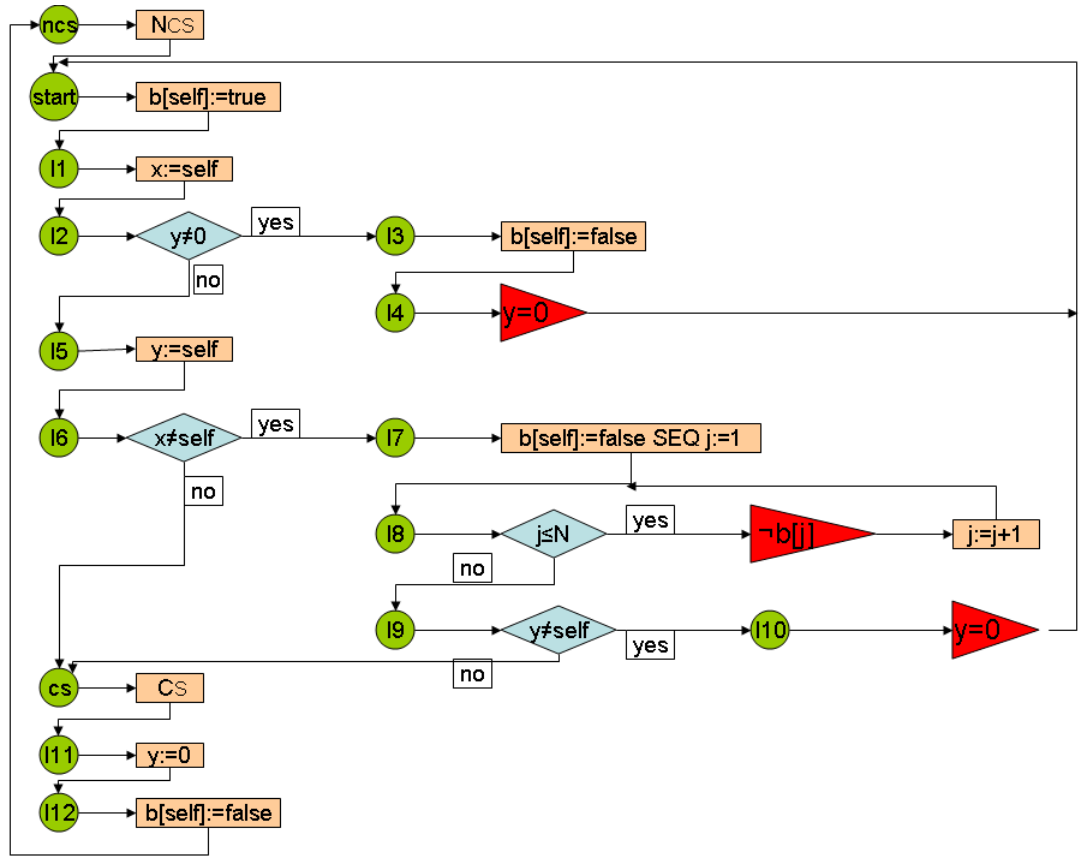 ncs NCS
start b[self]:=true
l1 x:=self
l2 y≠0 yes l3 b[self]:=false
no
l4 y=0
l5 y:=self
l6 x≠self yes l7 b[self]:=false SEQ j:=1
no
l8 j≤N yes ¬b[j] j:=j+1
no
l9 y≠self yes l10 y=0
no
cs CS
l11 y:=0
l12 b[self]:=false